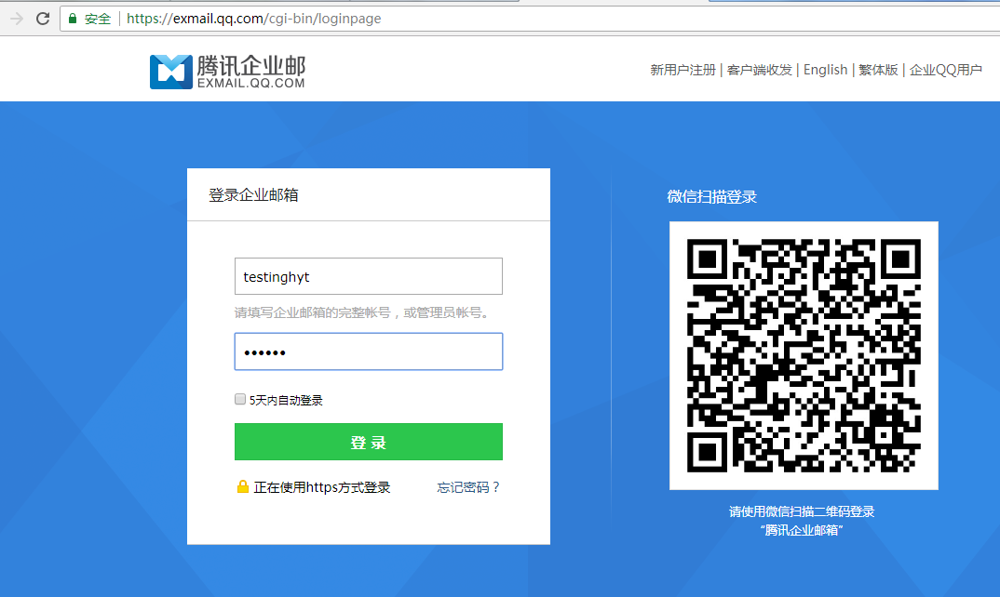 安全 | https://exmail.qq.com/cgi-bin/loginpage
腾讯企业邮
EXMAIL.QQ.COM
新用户注册 | 客户端收发 | English | 繁体版 | 企业QQ用户
登录企业邮箱
testinghyt
请填写企业邮箱的完整帐号，或管理员帐号。
••••••
5天内自动登录
登 录
正在使用https方式登录
忘记密码？
微信扫描登录
请使用微信扫描二维码登录
“腾讯企业邮箱”